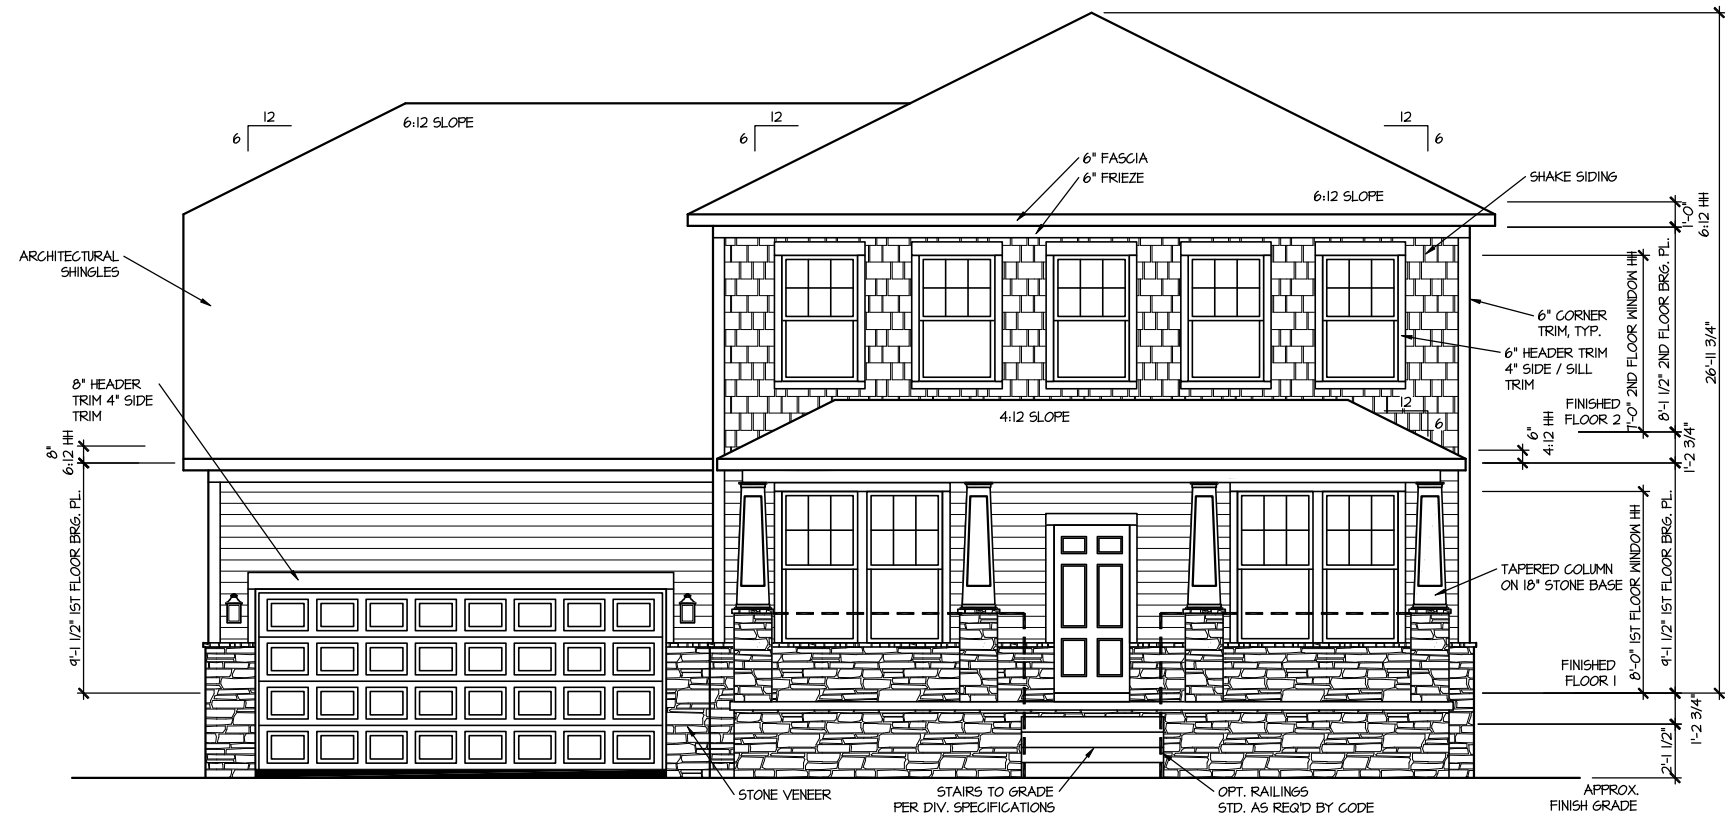 12
6
6:12 SLOPE
12
6
12
6
6" FASCIA
6" FRIEZE
SHAKE SIDING
6:12 SLOPE
1'-0"
6:12 HH
ARCHITECTURAL
SHINGLES
7'-0" 2ND FLOOR WINDOW HH
8'-1 1/2" 2ND FLOOR BRG. PL.
26'-11 3/4"
6" CORNER
TRIM, TYP.
6" HEADER TRIM
4" SIDE / SILL
TRIM
8" HEADER
TRIM 4" SIDE
TRIM
12
6
4:12 SLOPE
FINISHED
FLOOR 2
6"
4:12 HH
1'-2 3/4"
8"
6:12 HH
9'-1 1/2" 1ST FLOOR BRG. PL.
8'-0" 1ST FLOOR WINDOW HH
9'-1 1/2" 1ST FLOOR BRG. PL.
TAPERED COLUMN
ON 18" STONE BASE
FINISHED
FLOOR 1
1'-2 3/4"
2'-1 1/2"
STONE VENEER
STAIRS TO GRADE
PER DIV. SPECIFICATIONS
OPT. RAILINGS
STD. AS REQ'D BY CODE
APPROX.
FINISH GRADE